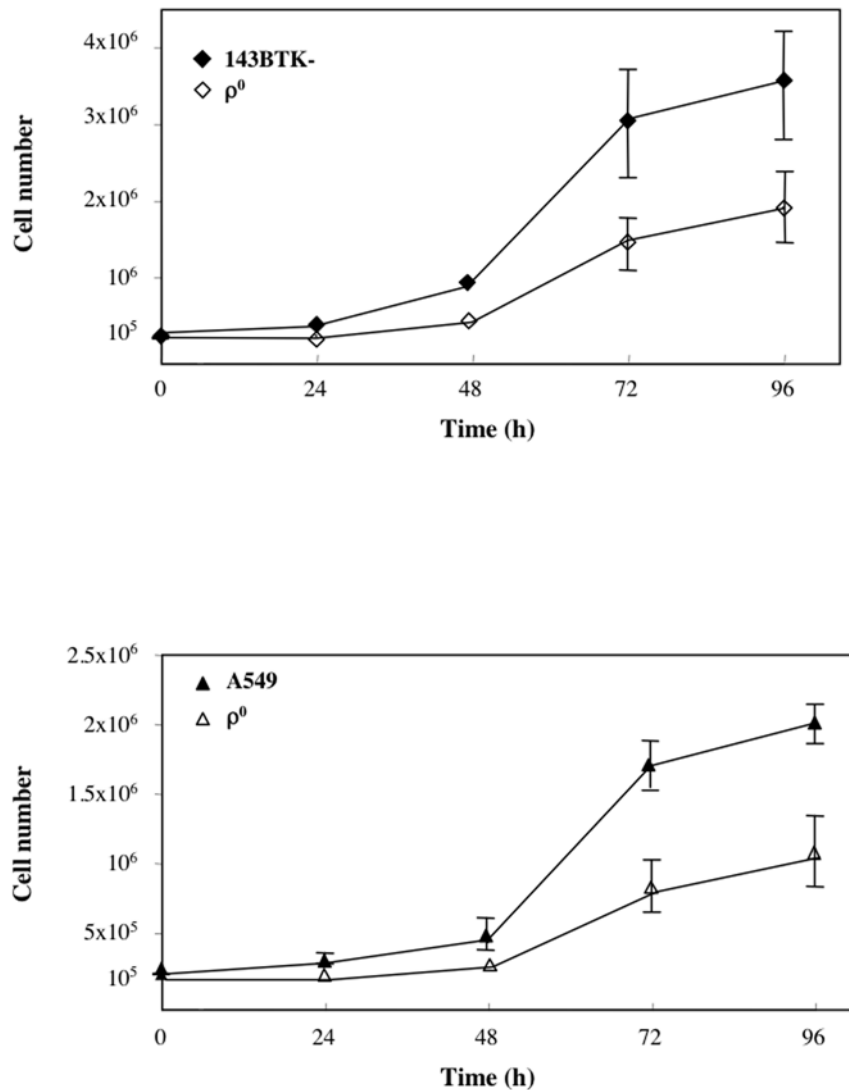 4x10⁶
3x10⁶
2x10⁶
10⁶
10⁵
Cell number
143BTK-
ρ⁰
0 24 48 72 96
Time (h)
2.5x10⁶
2x10⁶
1.5x10⁶
10⁶
5x10⁵
10⁵
Cell number
A549
ρ⁰
0 24 48 72 96
Time (h)